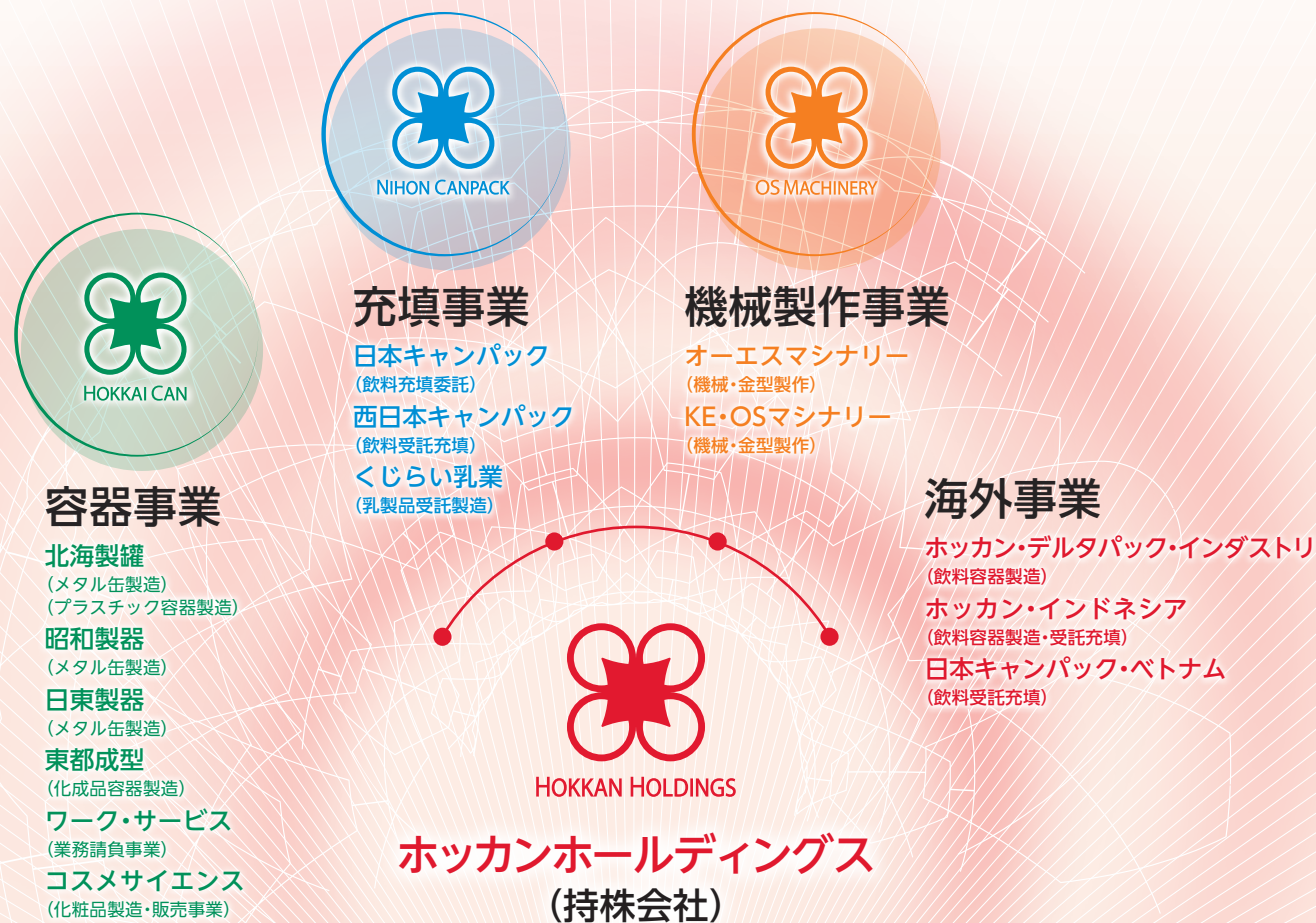 HOKKAI CAN
容器事業
北海製罐
(メタル缶製造)
(プラスチック容器製造)
昭和製器
(メタル缶製造)
日東製器
(メタル缶製造)
東都成型
(化成品容器製造)
ワーク・サービス
(業務請負事業)
コスメサイエンス
(化粧品製造・販売事業)
NIHON CANPACK
充填事業
日本キャンパック
(飲料充填委託)
西日本キャンパック
(飲料受託充填)
くじらい乳業
(乳製品受託製造)
OS MACHINERY
機械製作事業
オーエスマシナリー
(機械・金型製作)
KE・OSマシナリー
(機械・金型製作)
海外事業
ホッカン・デルタパック・インダストリ
(飲料容器製造)
ホッカン・インドネシア
(飲料容器製造・受託充填)
日本キャンパック・ベトナム
(飲料受託充填)
HOKKAN HOLDINGS
ホッカンホールディングス
(持株会社)